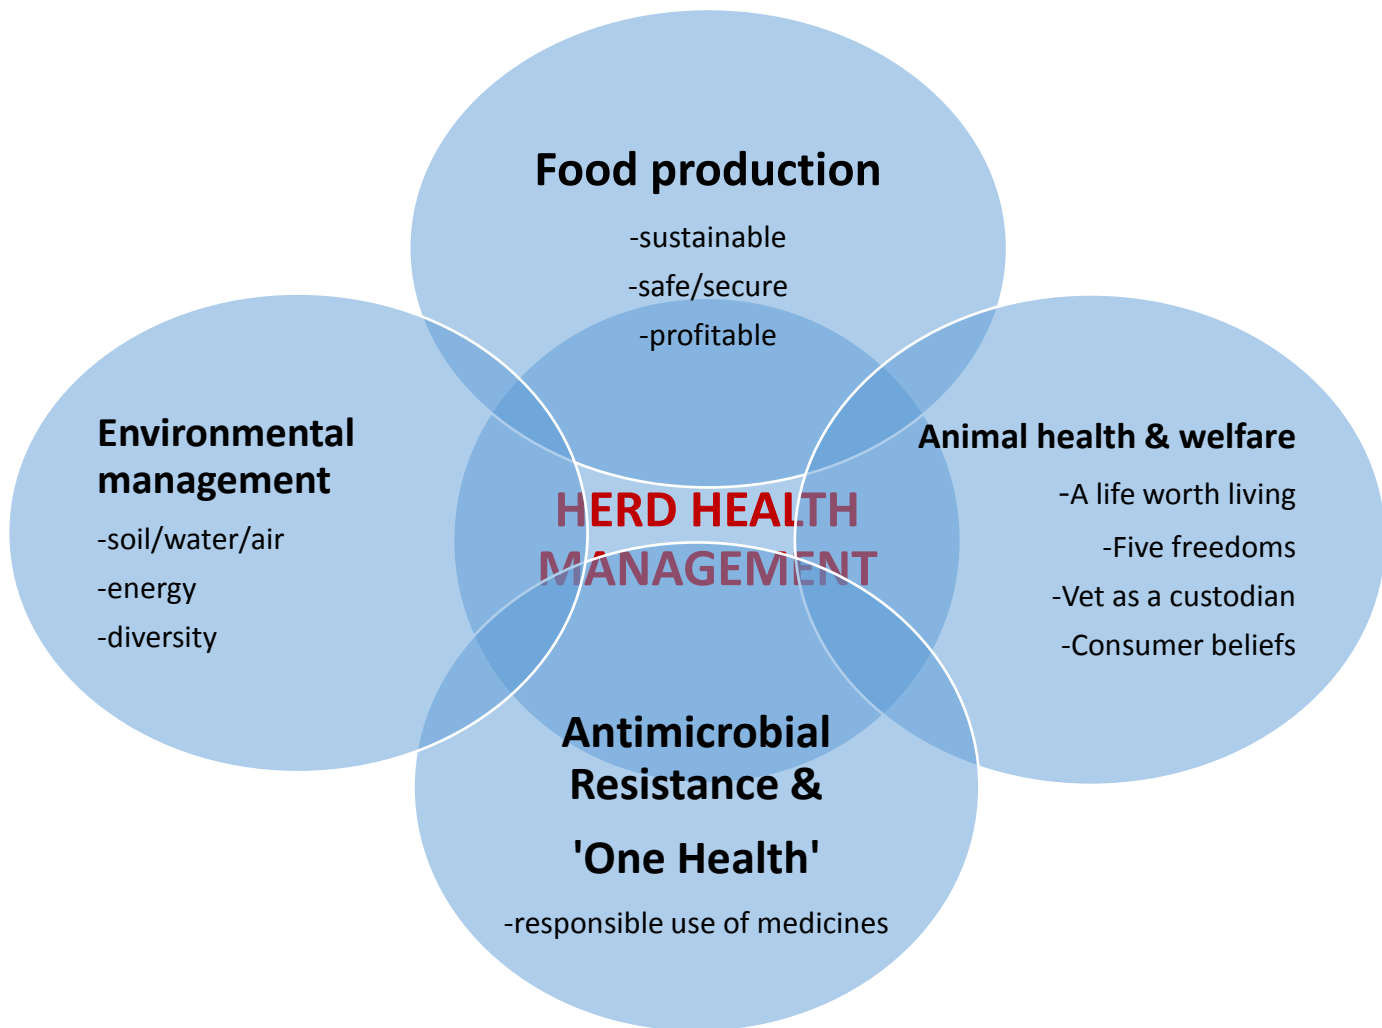 Food production
-sustainable
-safe/secure
-profitable
Environmental
management
-soil/water/air
-energy
-diversity
HERD HEALTH
MANAGEMENT
Animal health & welfare
-A life worth living
-Five freedoms
-Vet as a custodian
-Consumer beliefs
Antimicrobial
Resistance &
'One Health'
-responsible use of medicines